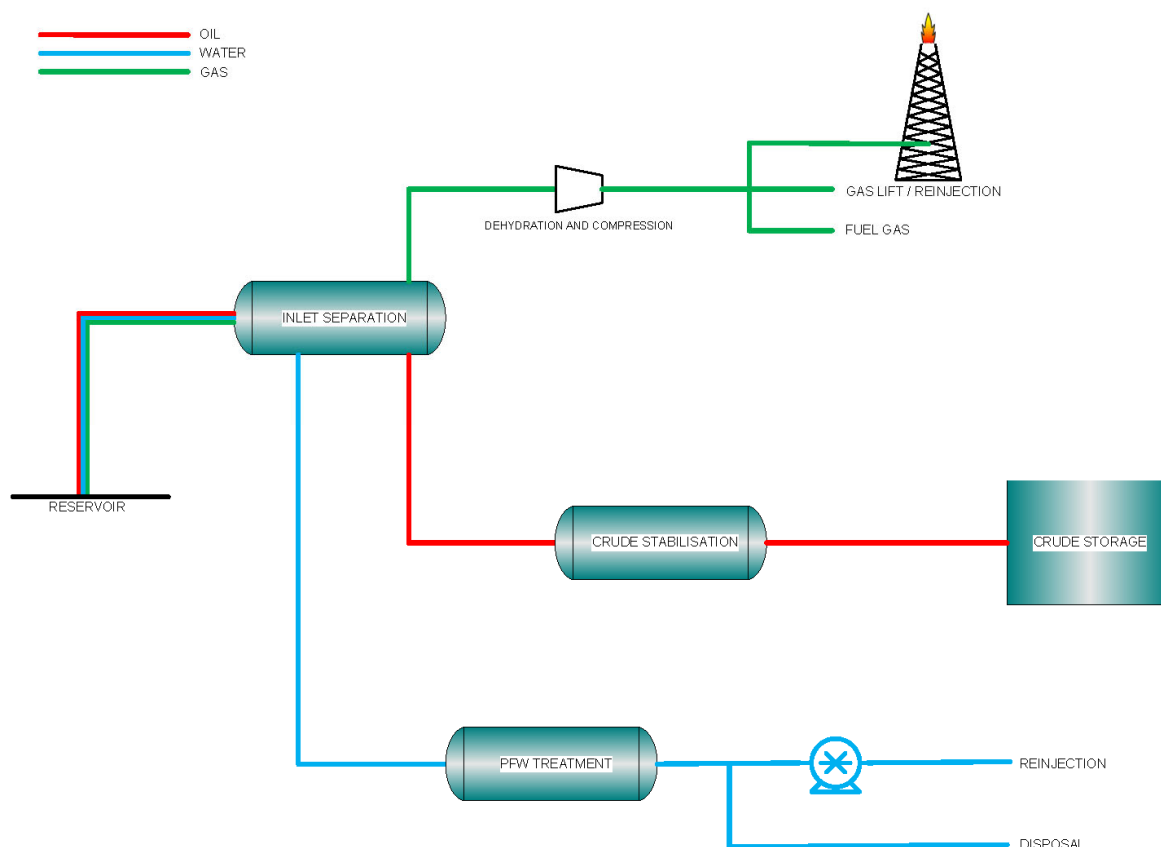 OIL
WATER
GAS
GAS LIFT / REINJECTION
DEHYDRATION AND COMPRESSION
FUEL GAS
INLET SEPARATION
RESERVOIR
CRUDE STABILISATION
CRUDE STORAGE
PFW TREATMENT
REINJECTION
DISPOSAL